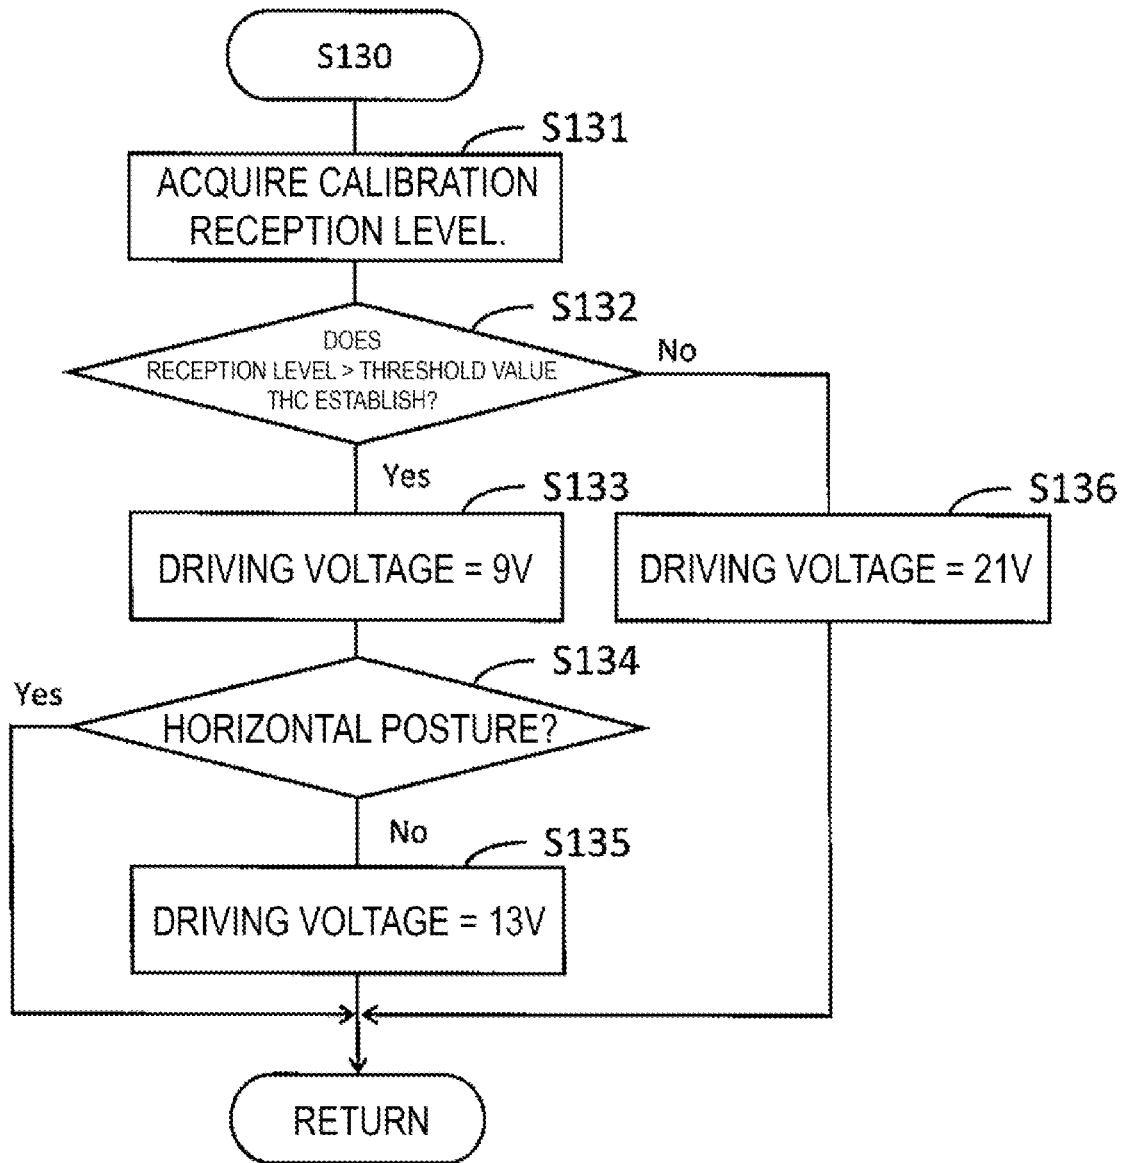 S130
S131
ACQUIRE CALIBRATION
RECEPTION LEVEL.
S132
DOES
RECEPTION LEVEL > THRESHOLD VALUE
THC ESTABLISH?
No
Yes
S133
DRIVING VOLTAGE = 9V
S136
DRIVING VOLTAGE = 21V
S134
Yes
HORIZONTAL POSTURE?
No
S135
DRIVING VOLTAGE = 13V
RETURN